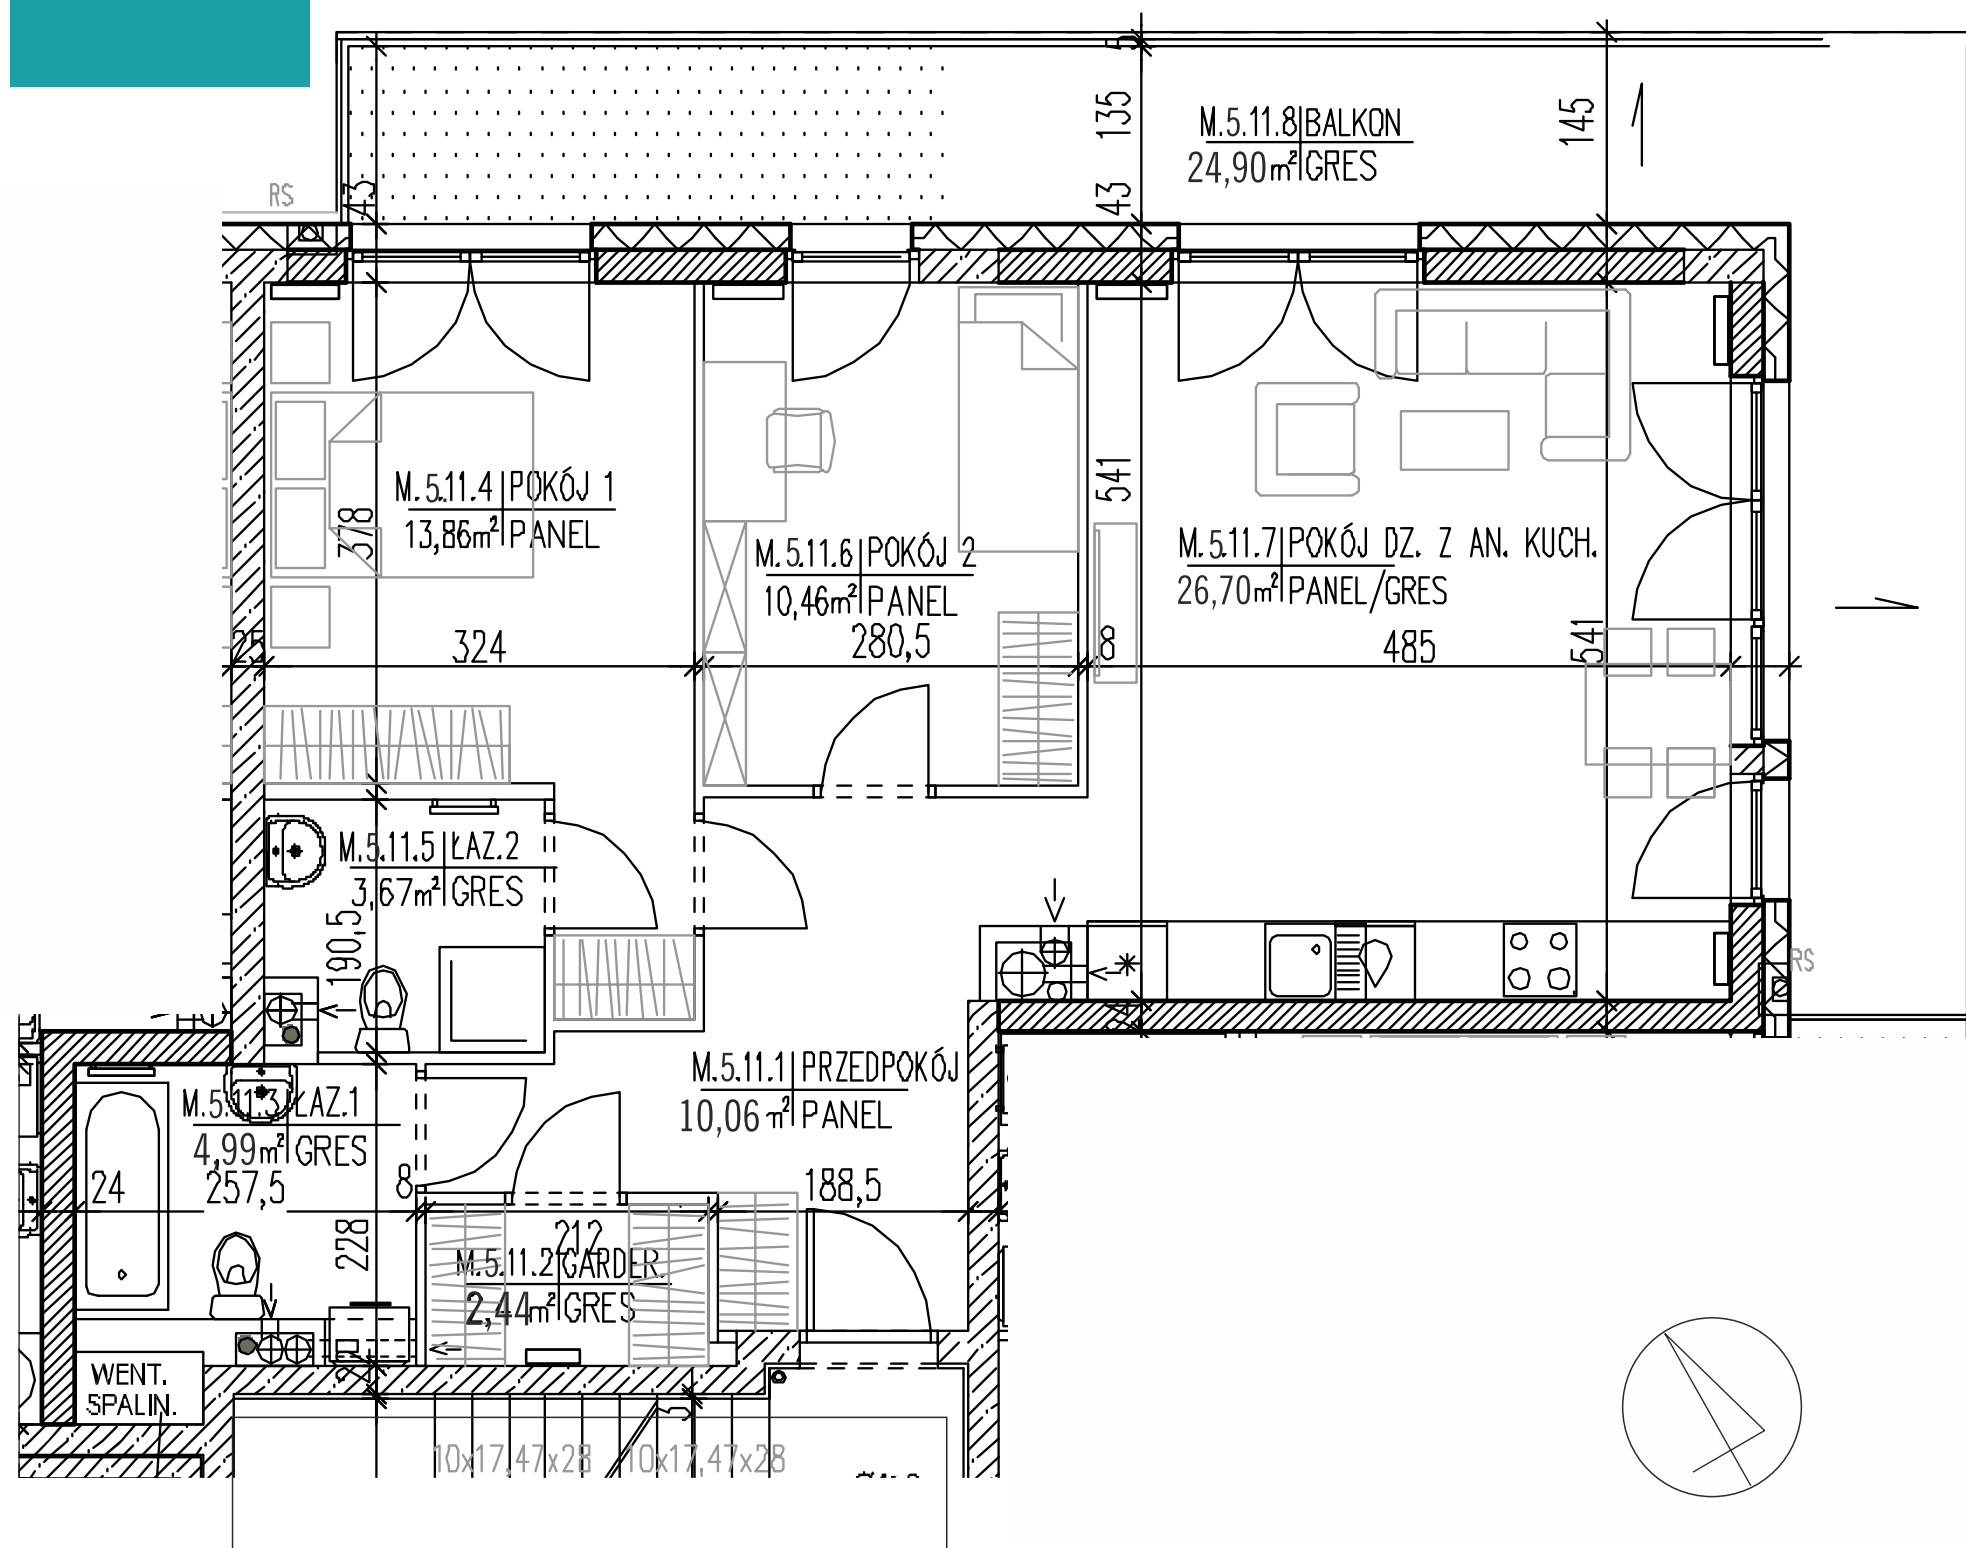 135
145
M.5.11.8 BALKON
24,90m² GRES
RS
43
43
M.5.11.4 POKÓJ 1
13,86m² PANEL
378
541
M.5.11.6 POKÓJ 2
10,46m² PANEL
M.5.11.7 POKÓJ DZ. Z AN. KUCH.
26,70m² PANEL/GRES
25
324
280,5
8
485
541
M.5.11.5 ŁAZ.2
3,67m² GRES
190,5
RS
24
M.5.11.1 PRZEDPOKÓJ
10,06 m² PANEL
M.5.11.3 ŁAZ.1
4,99m² GRES
24
257,5
8
188,5
228
212
M.5.11.2 GARDER.
2,44m² GRES
WENT.
SPALIN.
10x17,47x28
10x17,47x28